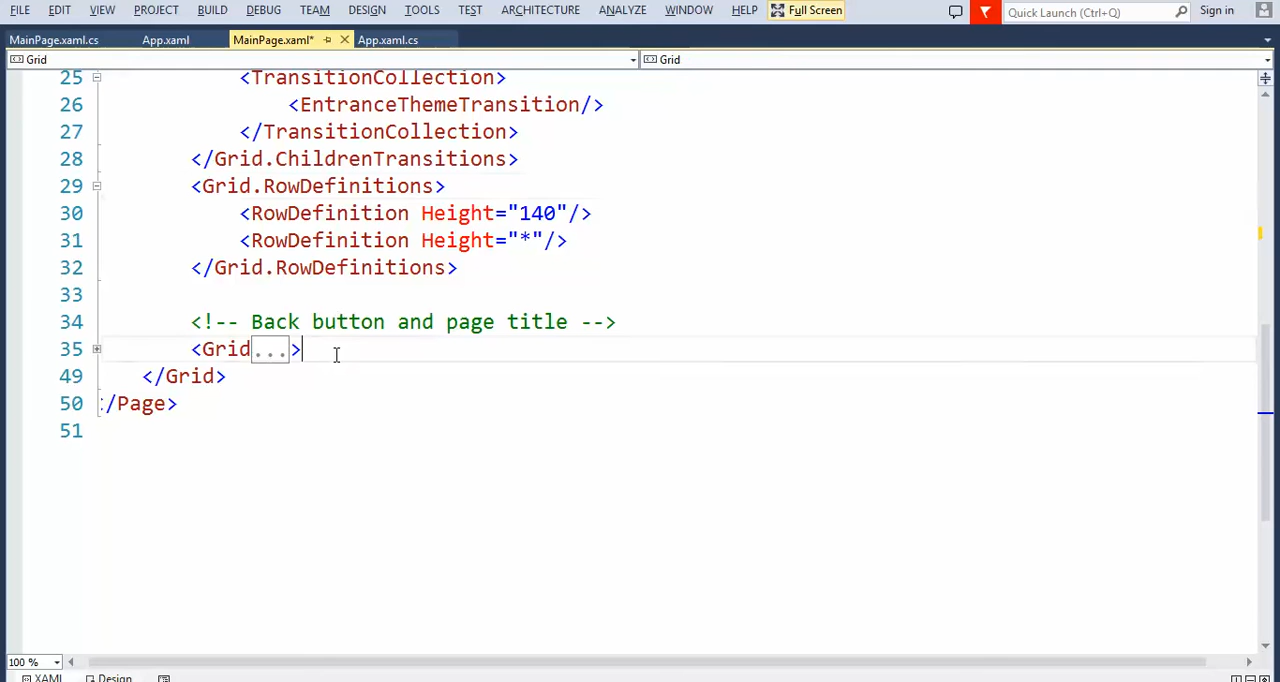 FILE EDIT VIEW PROJECT BUILD DEBUG TEAM DESIGN TOOLS TEST ARCHITECTURE ANALYZE WINDOW HELP Full Screen Quick Launch (Ctrl+Q) Sign in
MainPage.xaml.cs App.xaml MainPage.xaml* App.xaml.cs
Grid Grid
25 <TransitionCollection>
26 <EntranceThemeTransition/>
27 </TransitionCollection>
28 </Grid.ChildrenTransitions>
29 <Grid.RowDefinitions>
30 <RowDefinition Height="140"/>
31 <RowDefinition Height="*"/>
32 </Grid.RowDefinitions>
33
34 <!-- Back button and page title -->
35 <Grid...>
49 </Grid>
50 /Page>
51
100 %
XAML Design